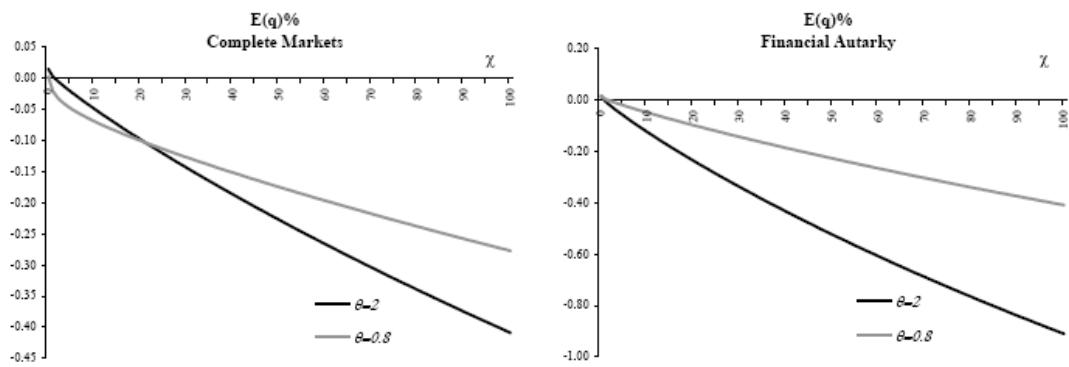 E(q)%
Complete Markets
0.05
0.00
-0.05
-0.10
-0.15
-0.20
-0.25
-0.30
-0.35
-0.40
-0.45
χ
0 10 20 30 40 50 60 70 80 90 100
θ=2
θ=0.8
E(q)%
Financial Autarky
0.20
0.00
-0.20
-0.40
-0.60
-0.80
-1.00
χ
0 10 20 30 40 50 60 70 80 90 100
θ=2
θ=0.8